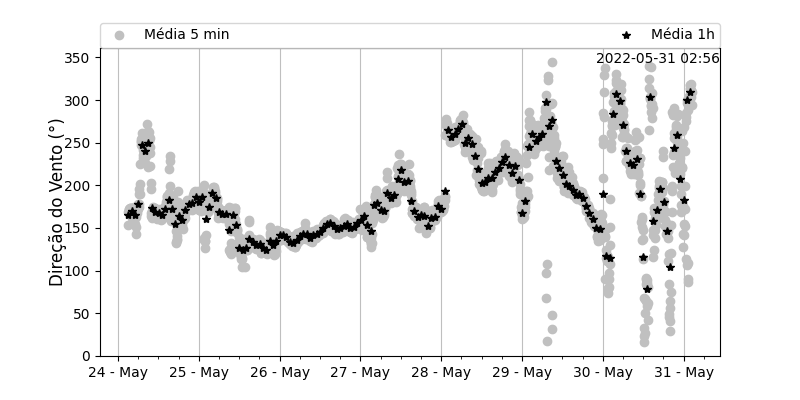 Média 5 min
Média 1h
2022-05-31 02:56
Direção do Vento (°)
350
300
250
200
150
100
50
0
24 - May
25 - May
26 - May
27 - May
28 - May
29 - May
30 - May
31 - May